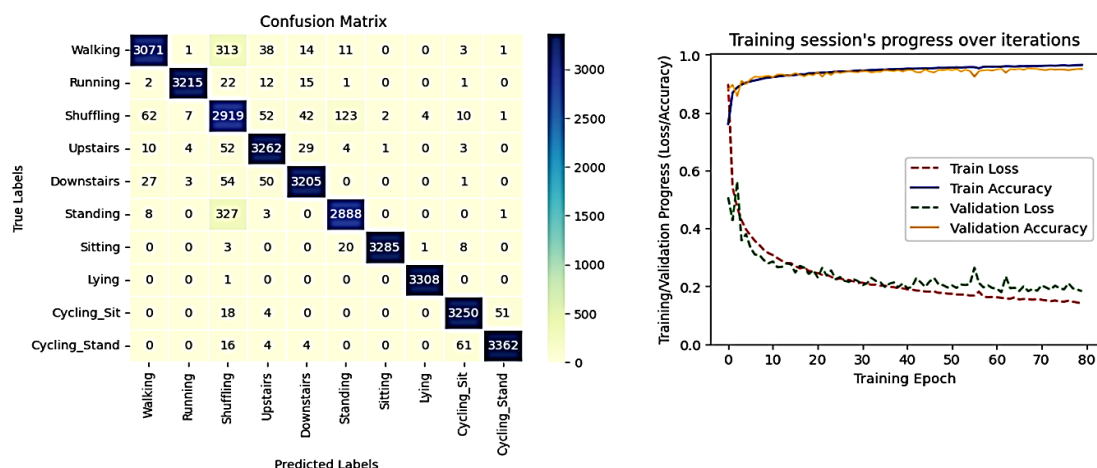 Confusion Matrix
True Labels
Walking 3071 1 313 38 14 11 0 0 3 1
Running 2 3215 22 12 15 1 0 0 1 0
Shuffling 62 7 2919 52 42 123 2 4 10 1
Upstairs 10 4 52 3262 29 4 1 0 3 0
Downstairs 27 3 54 50 3205 0 0 0 1 0
Standing 8 0 327 3 0 2888 0 0 0 1
Sitting 0 0 3 0 0 20 3285 1 8 0
Lying 0 0 1 0 0 0 0 3308 0 0
Cycling_Sit 0 0 18 4 0 0 0 0 3250 51
Cycling_Stand 0 0 16 4 4 0 0 0 61 3362
Walking Running Shuffling Upstairs Downstairs Standing Sitting Lying Cycling_Sit Cycling_Stand
Predicted Labels
3000
2500
2000
1500
1000
500
0
Training session's progress over iterations
Training/Validation Progress (Loss/Accuracy)
1.0
0.8
0.6
0.4
0.2
0.0
Train Loss
Train Accuracy
Validation Loss
Validation Accuracy
0 10 20 30 40 50 60 70 80
Training Epoch